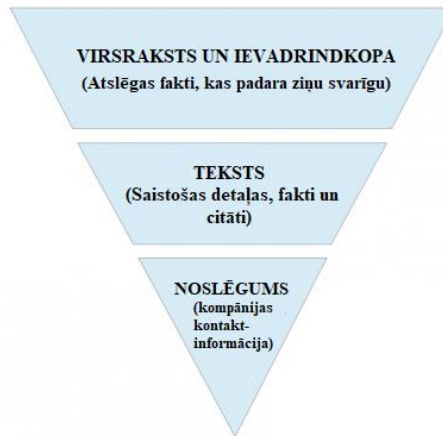 VIRSRAKSTS UN IEVADRINDKOPA
(Atslēgas fakti, kas padara ziņu svarīgu)
TEKSTS
(Saistošas detaļas, fakti un
citāti)
NOSLĒGUMS
(kompānijas
kontakt-
informācija)